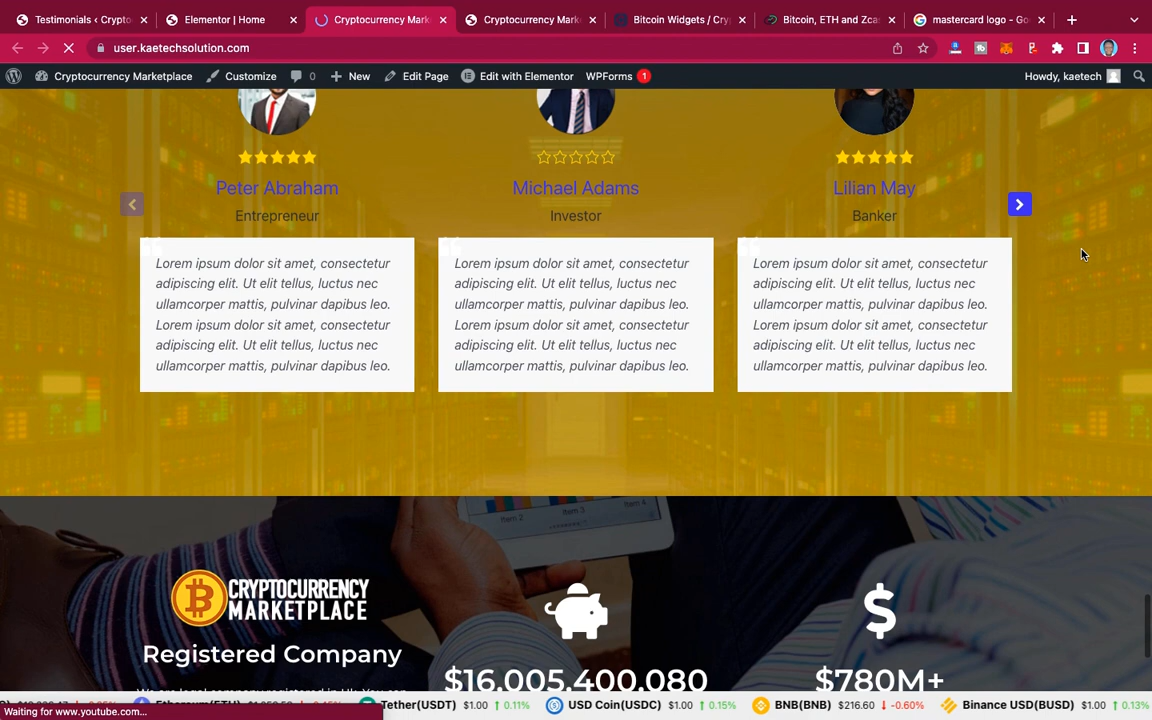 Testimonials ‹ Crypto
Elementor | Home
Cryptocurrency Mark
Cryptocurrency Mark
Bitcoin Widgets / Cry
Bitcoin, ETH and Zca
mastercard logo - Go
user.kaetechsolution.com
Cryptocurrency Marketplace
Customize
0
New
Edit Page
Edit with Elementor
WPForms 1
Howdy, kaetech
Peter Abraham
Entrepreneur
Lorem ipsum dolor sit amet, consectetur
adipiscing elit. Ut elit tellus, luctus nec
ullamcorper mattis, pulvinar dapibus leo.
Lorem ipsum dolor sit amet, consectetur
adipiscing elit. Ut elit tellus, luctus nec
ullamcorper mattis, pulvinar dapibus leo.
Michael Adams
Investor
Lorem ipsum dolor sit amet, consectetur
adipiscing elit. Ut elit tellus, luctus nec
ullamcorper mattis, pulvinar dapibus leo.
Lorem ipsum dolor sit amet, consectetur
adipiscing elit. Ut elit tellus, luctus nec
ullamcorper mattis, pulvinar dapibus leo.
Lilian May
Banker
Lorem ipsum dolor sit amet, consectetur
adipiscing elit. Ut elit tellus, luctus nec
ullamcorper mattis, pulvinar dapibus leo.
Lorem ipsum dolor sit amet, consectetur
adipiscing elit. Ut elit tellus, luctus nec
ullamcorper mattis, pulvinar dapibus leo.
Item 2
Item 3
Item 4
CRYPTOCURRENCY
MARKETPLACE
Registered Company
$16,005,400,080
$780M+
Tether(USDT) $1.00 ↑ 0.11%
USD Coin(USDC) $1.00 ↑ 0.15%
BNB(BNB) $216.60 ↓ -0.60%
Binance USD(BUSD) $1.00 ↑ 0.13%
Waiting for www.youtube.com...